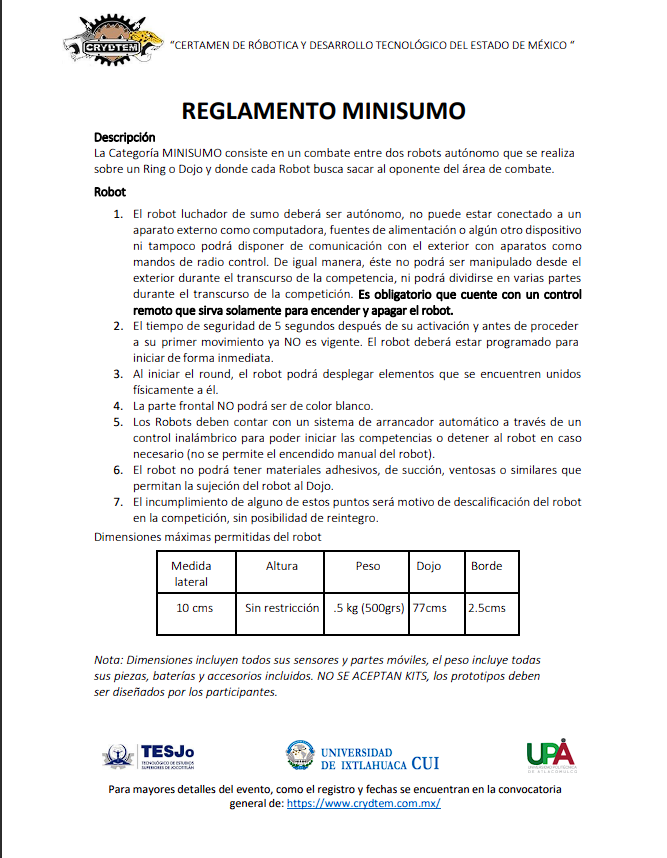 CRYDTEM
“CERTAMEN DE RÓBOTICA Y DESARROLLO TECNOLÓGICO DEL ESTADO DE MÉXICO “
REGLAMENTO MINISUMO
Descripción
La Categoría MINISUMO consiste en un combate entre dos robots autónomo que se realiza
sobre un Ring o Dojo y donde cada Robot busca sacar al oponente del área de combate.
Robot
1. El robot luchador de sumo deberá ser autónomo, no puede estar conectado a un
aparato externo como computadora, fuentes de alimentación o algún otro dispositivo
ni tampoco podrá disponer de comunicación con el exterior con aparatos como
mandos de radio control. De igual manera, éste no podrá ser manipulado desde el
exterior durante el transcurso de la competencia, ni podrá dividirse en varias partes
durante el transcurso de la competición. Es obligatorio que cuente con un control
remoto que sirva solamente para encender y apagar el robot.
2. El tiempo de seguridad de 5 segundos después de su activación y antes de proceder
a su primer movimiento ya NO es vigente. El robot deberá estar programado para
iniciar de forma inmediata.
3. Al iniciar el round, el robot podrá desplegar elementos que se encuentren unidos
físicamente a él.
4. La parte frontal NO podrá ser de color blanco.
5. Los Robots deben contar con un sistema de arrancador automático a través de un
control inalámbrico para poder iniciar las competencias o detener al robot en caso
necesario (no se permite el encendido manual del robot).
6. El robot no podrá tener materiales adhesivos, de succión, ventosas o similares que
permitan la sujeción del robot al Dojo.
7. El incumplimiento de alguno de estos puntos será motivo de descalificación del robot
en la competición, sin posibilidad de reintegro.
Dimensiones máximas permitidas del robot
Medida Altura Peso Dojo Borde
lateral
10 cms Sin restricción .5 kg (500grs) 77cms 2.5cms
Nota: Dimensiones incluyen todos sus sensores y partes móviles, el peso incluye todas
sus piezas, baterías y accesorios incluidos. NO SE ACEPTAN KITS, los prototipos deben
ser diseñados por los participantes.
TESJo
TECNOLÓGICO DE ESTUDIOS
SUPERIORES DE JOCOTITLÁN
UNIVERSIDAD
DE IXTLAHUACA CUI
UPA
UNIVERSIDAD POLITÉCNICA
DE ATLACOMULCO
Para mayores detalles del evento, como el registro y fechas se encuentran en la convocatoria
general de: https://www.crydtem.com.mx/